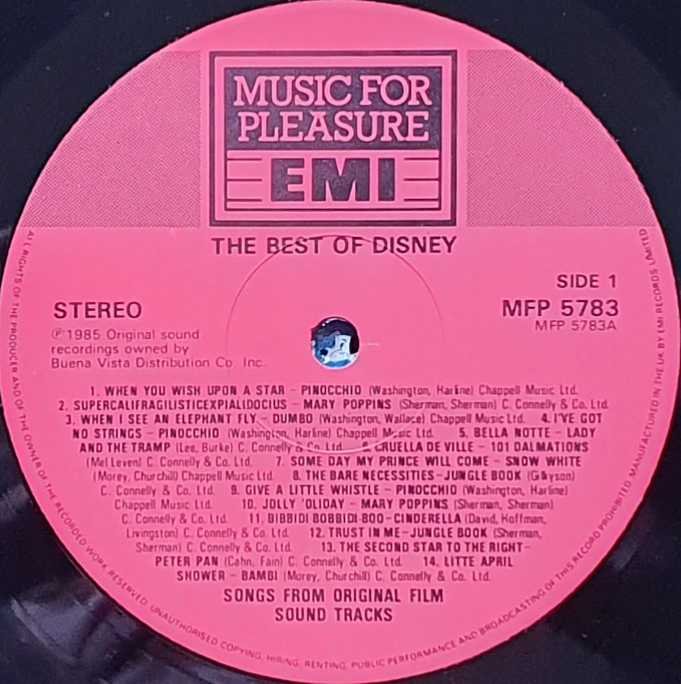 MUSIC FOR
PLEASURE
EMI
THE BEST OF DISNEY
SIDE 1
STEREO
MFP 5783
MFP 5783A
℗1985 Original sound
recordings owned by
Buena Vista Distribution Co. Inc.
1. WHEN YOU WISH UPON A STAR – PINOCCHIO (Washington, Harline) Chappell Music Ltd.
2. SUPERCALIFRAGILISTICEXPIALIDOCIUS – MARY POPPINS (Sherman, Sherman) C. Connelly & Co. Ltd.
3. WHEN I SEE AN ELEPHANT FLY – DUMBO (Washington, Wallace) Chappell Music Ltd. 4. I'VE GOT
NO STRINGS – PINOCCHIO (Washington, Harline) Chappell Music Ltd. 5. BELLA NOTTE – LADY
AND THE TRAMP (Lee, Burke) C. Connelly & Co. Ltd. 6. CRUELLA DE VILLE – 101 DALMATIONS
(Mel Leven) C. Connelly & Co. Ltd. 7. SOME DAY MY PRINCE WILL COME – SNOW WHITE
(Morey, Churchill) Chappell Music Ltd. 8. THE BARE NECESSITIES – JUNGLE BOOK (Gilkyson)
C. Connelly & Co. Ltd. 9. GIVE A LITTLE WHISTLE – PINOCCHIO (Washington, Harline)
Chappell Music Ltd. 10. JOLLY 'OLIDAY – MARY POPPINS (Sherman, Sherman)
C. Connelly & Co. Ltd. 11. BIBBIDI BOBBIDI-BOO – CINDERELLA (David, Hoffman,
Livingston) C. Connelly & Co. Ltd. 12. TRUST IN ME – JUNGLE BOOK (Sherman,
Sherman) C. Connelly & Co. Ltd. 13. THE SECOND STAR TO THE RIGHT –
PETER PAN (Cahn, Fain) C. Connelly & Co. Ltd. 14. LITTE APRIL
SHOWER – BAMBI (Morey, Churchill) C. Connelly & Co. Ltd.
SONGS FROM ORIGINAL FILM
SOUND TRACKS
ALL RIGHTS OF THE PRODUCER AND OF THE OWNER OF THE RECORDED WORK RESERVED. UNAUTHORISED COPYING, HIRING, RENTING, PUBLIC PERFORMANCE AND BROADCASTING OF THIS RECORD PROHIBITED. MANUFACTURED IN THE UK BY EMI RECORDS LIMITED